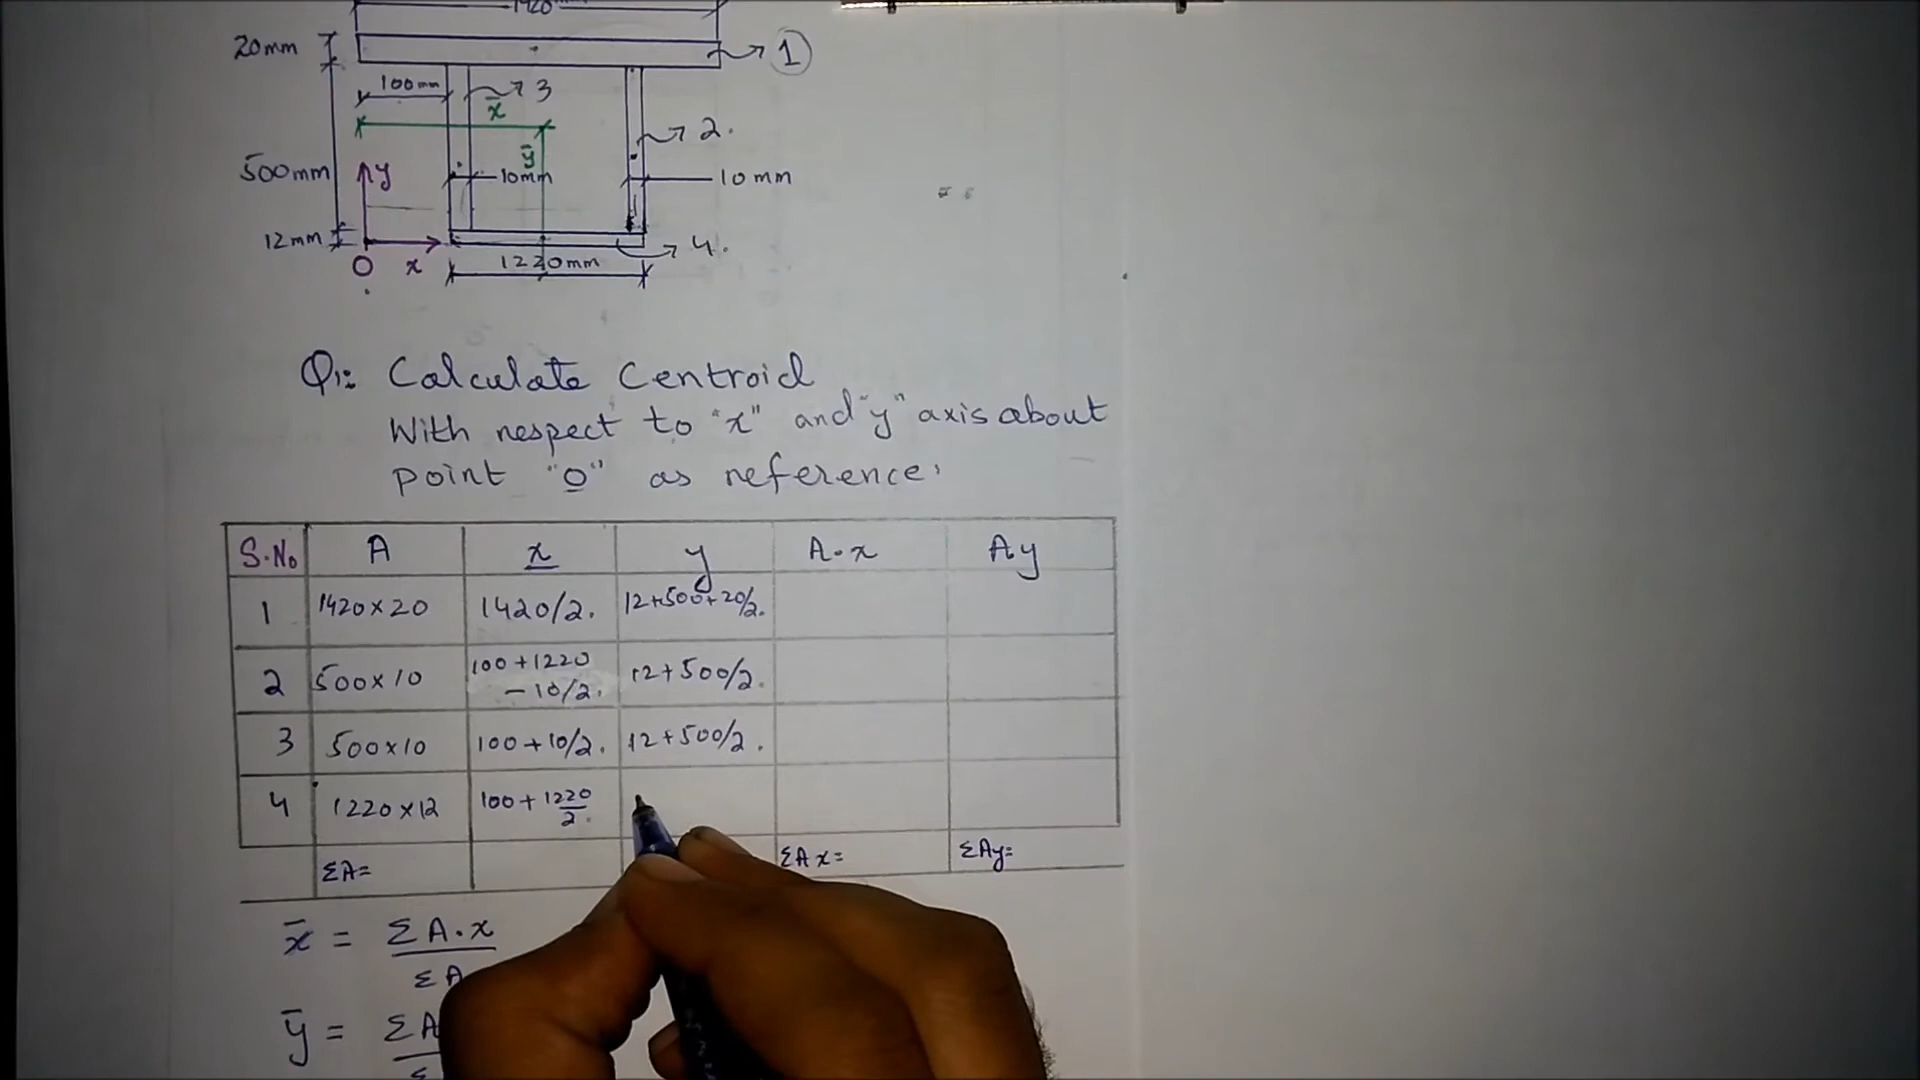 1420
20mm
1
100mm
3
x̄
2.
ȳ
500mm
y
10mm
10mm
12mm
4.
O
x
1220mm
Q1: Calculate Centroid
With respect to "x" and "y" axis about
point "O" as reference:
S.No A x y A.x Ay
1 1420×20 1420/2. 12+500+20/2.
2 500×10 100+1220 - 10/2. 12+500/2.
3 500×10 100+10/2. 12+500/2.
4 1220×12 100+1220/2.
ΣA= ΣAx= ΣAy=
x̄ = ΣA.x
ΣA
ȳ = ΣA